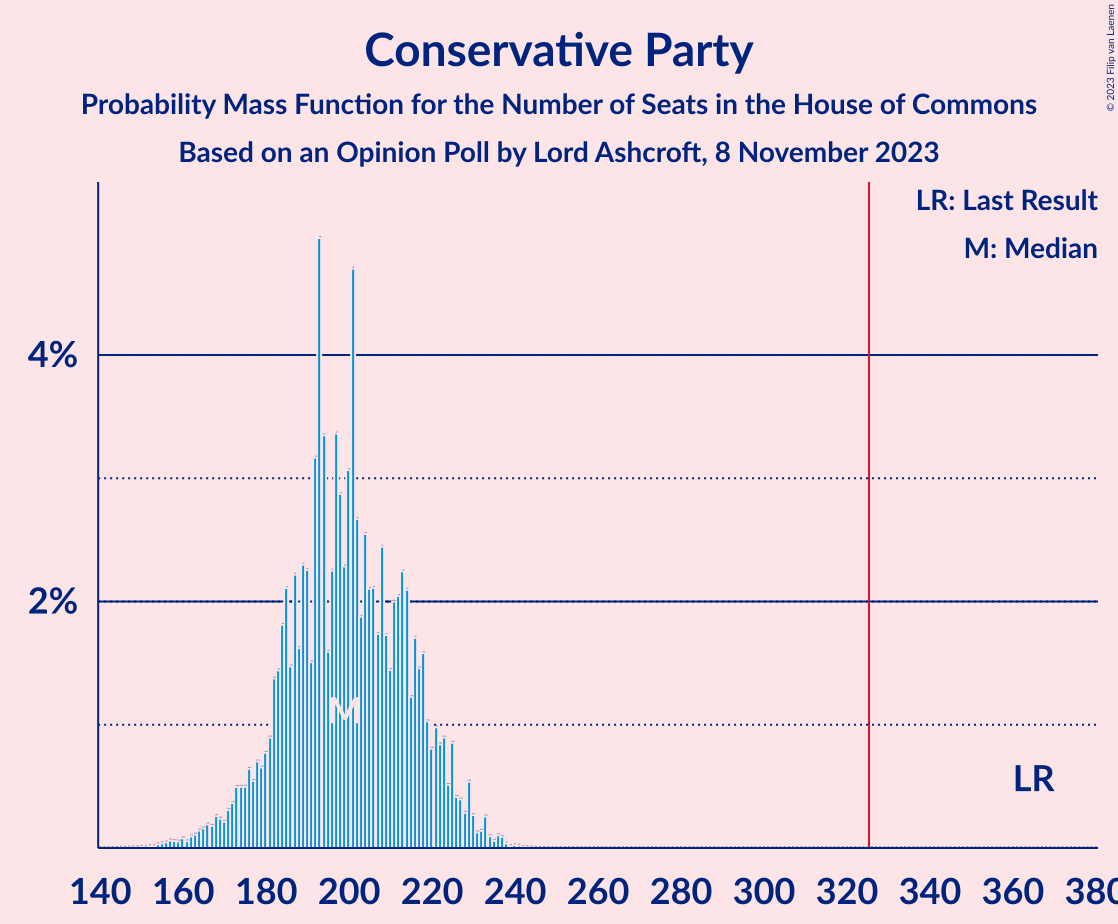 © 2023 Filip van Laenen
Conservative Party
Probability Mass Function for the Number of Seats in the House of Commons
Based on an Opinion Poll by Lord Ashcroft, 8 November 2023
LR: Last Result
M: Median
4%
2%
M
LR
140 160 180 200 220 240 260 280 300 320 340 360 380